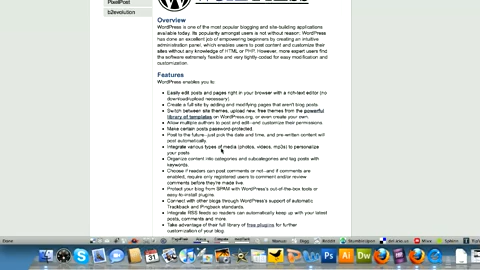 PixelPost
b2evolution
WORDPRESS
Overview
WordPress is one of the most popular blogging and site-building applications
available today. Its popularity amongst users is not without reason. WordPress
has done an excellent job of empowering beginners by creating an intuitive
administration panel, which enables users to post content and customize their
sites without any knowledge of HTML or PHP. However, more expert users find
the software extremely flexible and very lightly-coded for easy modification and
customization.
Features
WordPress enables you to:
Easily edit posts and pages right in your browser with a rich-text editor (no
download/upload necessary)
Create a full site by adding and modifying pages that aren't blog posts
Switch between site themes, upload new, free themes from the powerful
library of templates on WordPress.org, or even create your own.
Allow multiple authors to post and edit- and customize their permissions.
Make certain posts password-protected.
Post to the future--just pick the date and time, and pre-written content will
post automatically.
Integrate various types of media (photos, videos, mp3s) to personalize
your posts
Organize content into categories and subcategories and tag posts with
keywords.
Choose if readers can post comments or not--and if comments are
enabled, require only registered users to comment and/or review
comments before they're made live.
Protect your blog from SPAM with WordPress's out-of-the-box tools or
easy-to-install plugins.
Connect with other blogs through WordPress's support of automatic
Trackback and Pingback standards.
Integrate RSS feeds so readers can automatically keep up with your latest
posts, comments and more.
Take advantage of their full library of free plugins for further
customization of your blog.
Done
31
Ps Ai Dw